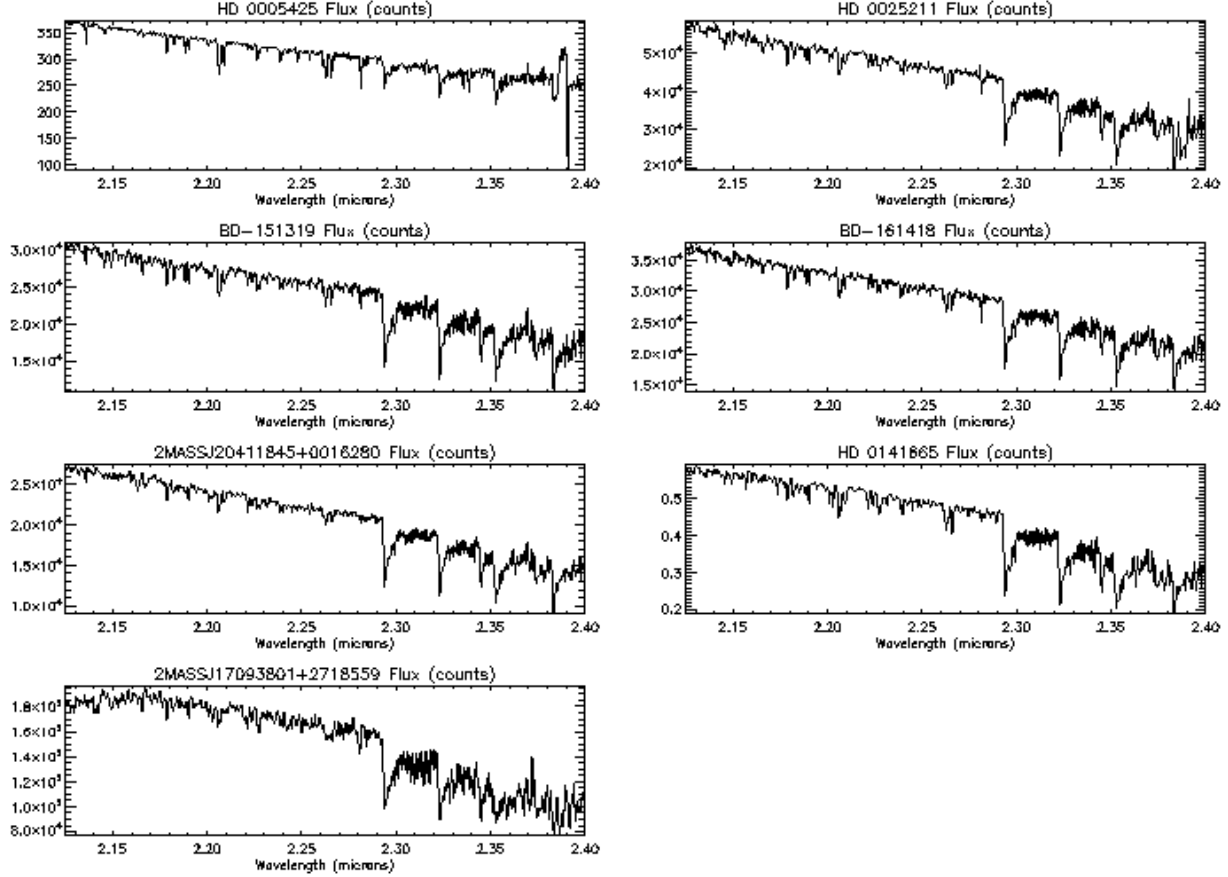 HD 0005425 Flux (counts)
350
300
250
200
150
100
2.15 2.20 2.25 2.30 2.35 2.40
Wavelength (microns)
HD 0025211 Flux (counts)
5×10⁴
4×10⁴
3×10⁴
2×10⁴
2.15 2.20 2.25 2.30 2.35 2.40
Wavelength (microns)
BD-151319 Flux (counts)
3.0×10⁴
2.5×10⁴
2.0×10⁴
1.5×10⁴
2.15 2.20 2.25 2.30 2.35 2.40
Wavelength (microns)
BD-161418 Flux (counts)
3.5×10⁴
3.0×10⁴
2.5×10⁴
2.0×10⁴
1.5×10⁴
2.15 2.20 2.25 2.30 2.35 2.40
Wavelength (microns)
2MASSJ20411845+0016280 Flux (counts)
2.5×10⁴
2.0×10⁴
1.5×10⁴
1.0×10⁴
2.15 2.20 2.25 2.30 2.35 2.40
Wavelength (microns)
HD 0141665 Flux (counts)
0.5
0.4
0.3
0.2
2.15 2.20 2.25 2.30 2.35 2.40
Wavelength (microns)
2MASSJ17093801+2718559 Flux (counts)
1.8×10⁵
1.6×10⁵
1.4×10⁵
1.2×10⁵
1.0×10⁵
8.0×10⁴
2.15 2.20 2.25 2.30 2.35 2.40
Wavelength (microns)